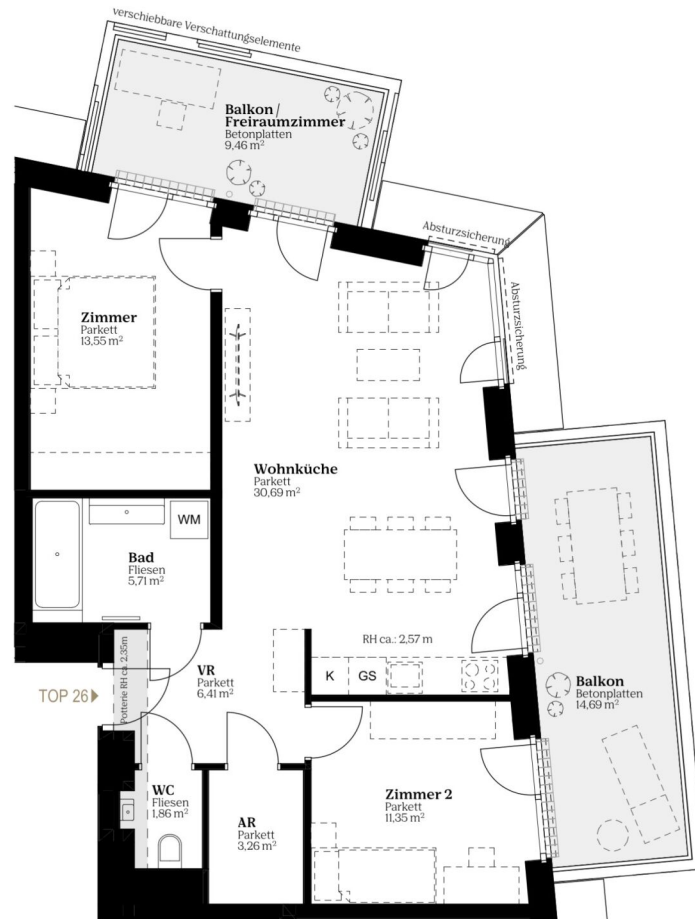 verschiebbare Verschattungselemente
Balkon/
Freiraumzimmer
Betonplatten
9,46 m²
Absturzsicherung
Absturzsicherung
Zimmer
Parkett
13,55 m²
Wohnküche
Parkett
30,69 m²
WM
Bad
Fliesen
5,71 m²
RH ca.: 2,57 m
Potterie RH ca. 2,35m
VR
Parkett
6,41 m²
K
GS
TOP 26
Balkon
Betonplatten
14,69 m²
WC
Fliesen
1,86 m²
AR
Parkett
3,26 m²
Zimmer 2
Parkett
11,35 m²